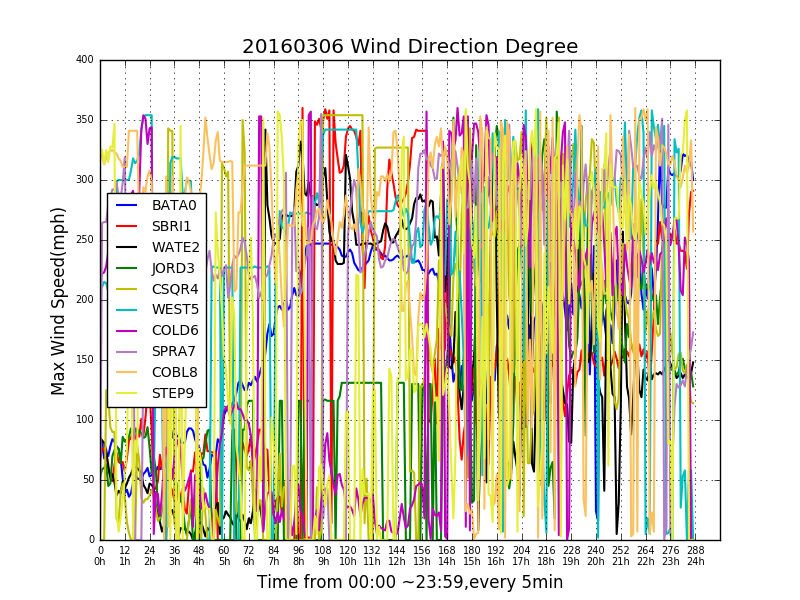 20160306 Wind Direction Degree
Max Wind Speed(mph)
400
350
300
250
200
150
100
50
0
BATA0
SBRI1
WATE2
JORD3
CSQR4
WEST5
COLD6
SPRA7
COBL8
STEP9
0 12 24 36 48 60 72 84 96 108 120 132 144 156 168 180 192 204 216 228 240 252 264 276 288
0h 1h 2h 3h 4h 5h 6h 7h 8h 9h 10h 11h 12h 13h 14h 15h 16h 17h 18h 19h 20h 21h 22h 23h 24h
Time from 00:00 ~23:59,every 5min